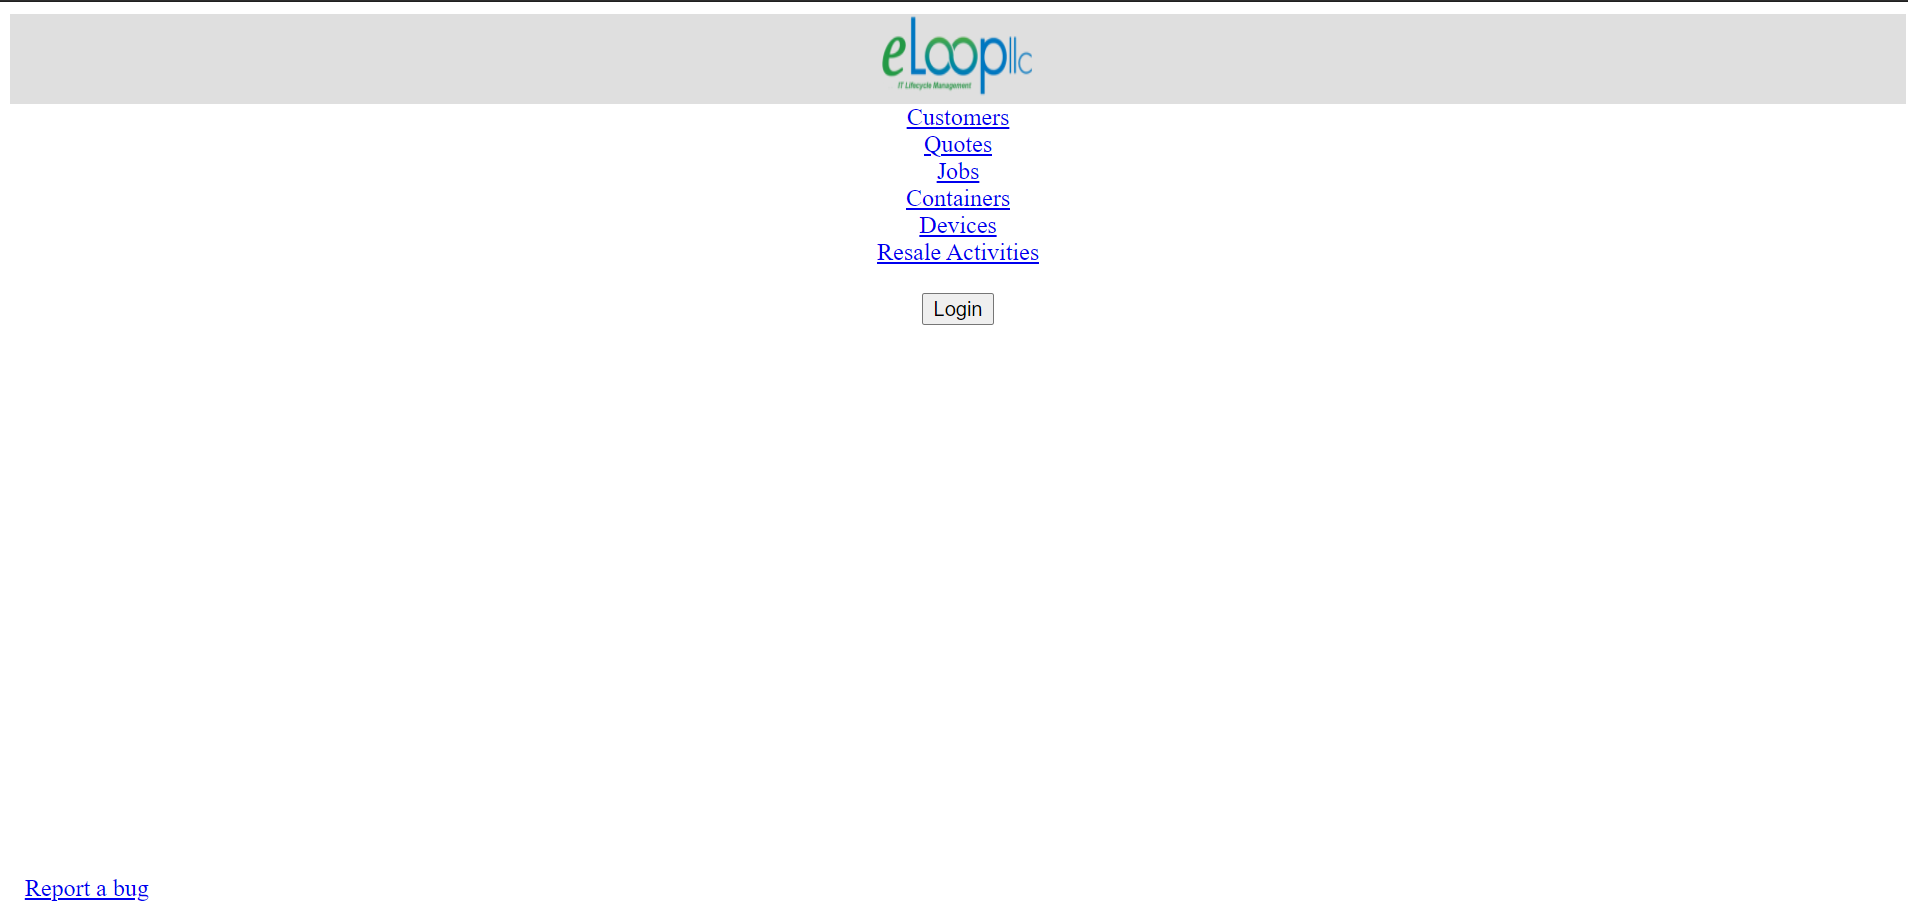 eLoopllc
IT Lifecycle Management
Customers
Quotes
Jobs
Containers
Devices
Resale Activities
Login
Report a bug